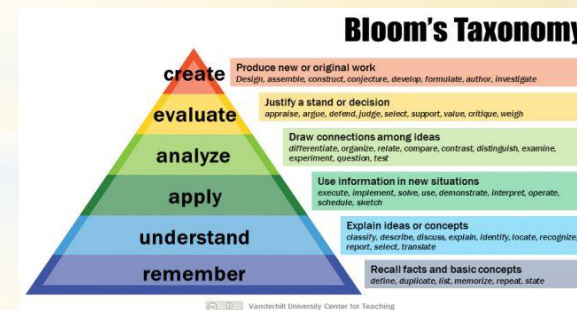 Bloom's Taxonomy
create
Produce new or original work
Design, assemble, construct, conjecture, develop, formulate, author, investigate
evaluate
Justify a stand or decision
appraise, argue, defend, judge, select, support, value, critique, weigh
analyze
Draw connections among ideas
differentiate, organize, relate, compare, contrast, distinguish, examine,
experiment, question, test
apply
Use information in new situations
execute, implement, solve, use, demonstrate, interpret, operate,
schedule, sketch
understand
Explain ideas or concepts
classify, describe, discuss, explain, identify, locate, recognize,
report, select, translate
remember
Recall facts and basic concepts
define, duplicate, list, memorize, repeat, state
Vanderbilt University Center for Teaching